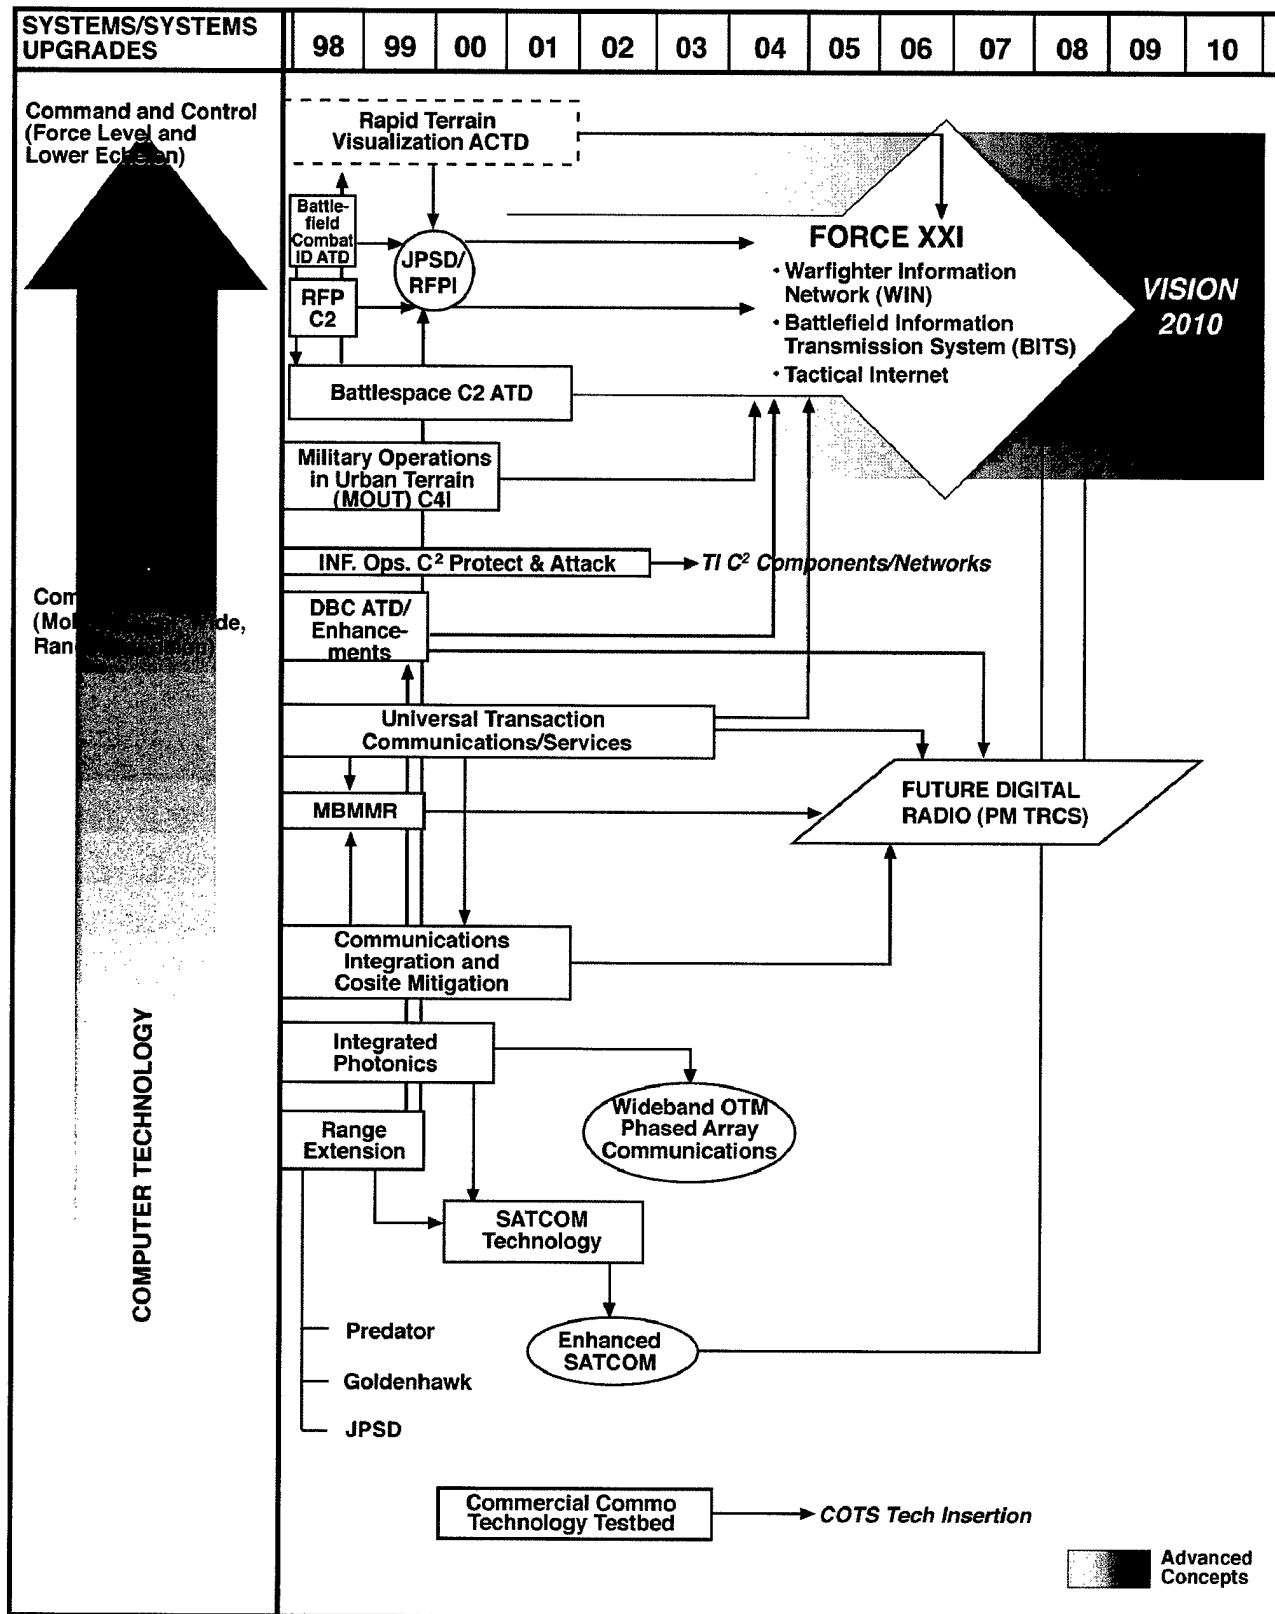 SYSTEMS/SYSTEMS
UPGRADES
98 99 00 01 02 03 04 05 06 07 08 09 10
Command and Control
(Force Level and
Lower Echelon)
Rapid Terrain
Visualization ACTD
Battle-
field
Combat
ID ATD
JPSD/
RFPI
RFP
C2
FORCE XXI
• Warfighter Information
Network (WIN)
• Battlefield Information
Transmission System (BITS)
• Tactical Internet
VISION
2010
Battlespace C2 ATD
Military Operations
in Urban Terrain
(MOUT) C4I
INF. Ops. C² Protect & Attack
TI C² Components/Networks
DBC ATD/
Enhance-
ments
Universal Transaction
Communications/Services
MBMMR
FUTURE DIGITAL
RADIO (PM TRCS)
Communications
Integration and
Cosite Mitigation
Integrated
Photonics
Wideband OTM
Phased Array
Communications
Range
Extension
SATCOM
Technology
COMPUTER TECHNOLOGY
Predator
Goldenhawk
JPSD
Enhanced
SATCOM
Commercial Commo
Technology Testbed
COTS Tech Insertion
Advanced
Concepts